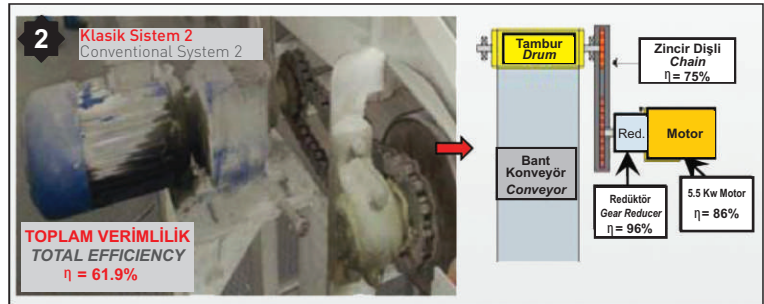 2
Klasik Sistem 2
Conventional System 2
TOPLAM VERİMLİLİK
TOTAL EFFICIENCY
η = 61.9%
Tambur
Drum
Zincir Dişli
Chain
η = 75%
Red.
Motor
Bant
Konveyör
Conveyor
Redüktör
Gear Reducer
η = 96%
5.5 Kw Motor
η = 86%